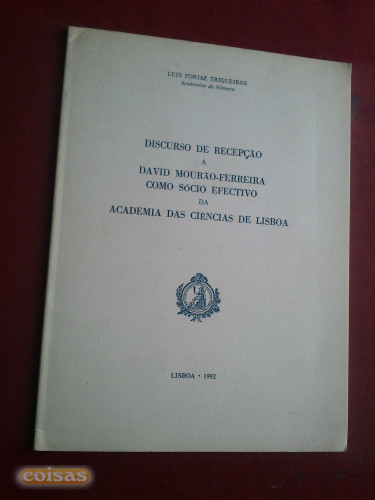 LUIS FORJAZ TRIGUEIROS
Académico de Número
DISCURSO DE RECEPÇÃO
A
DAVID MOURÃO-FERREIRA
COMO SÓCIO EFECTIVO
DA
ACADEMIA DAS CIÊNCIAS DE LISBOA
LISBOA • 1992
coisas